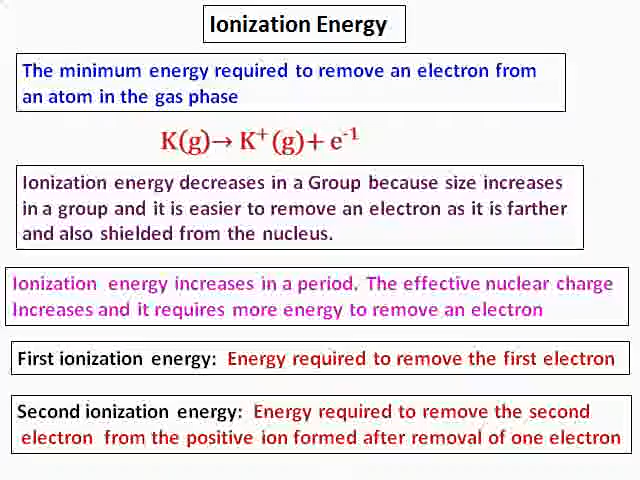 Ionization Energy
The minimum energy required to remove an electron from
an atom in the gas phase
K(g)→ K⁺(g)+ e⁻¹
Ionization energy decreases in a Group because size increases
in a group and it is easier to remove an electron as it is farther
and also shielded from the nucleus.
Ionization energy increases in a period. The effective nuclear charge
Increases and it requires more energy to remove an electron
First ionization energy: Energy required to remove the first electron
Second ionization energy: Energy required to remove the second
electron from the positive ion formed after removal of one electron